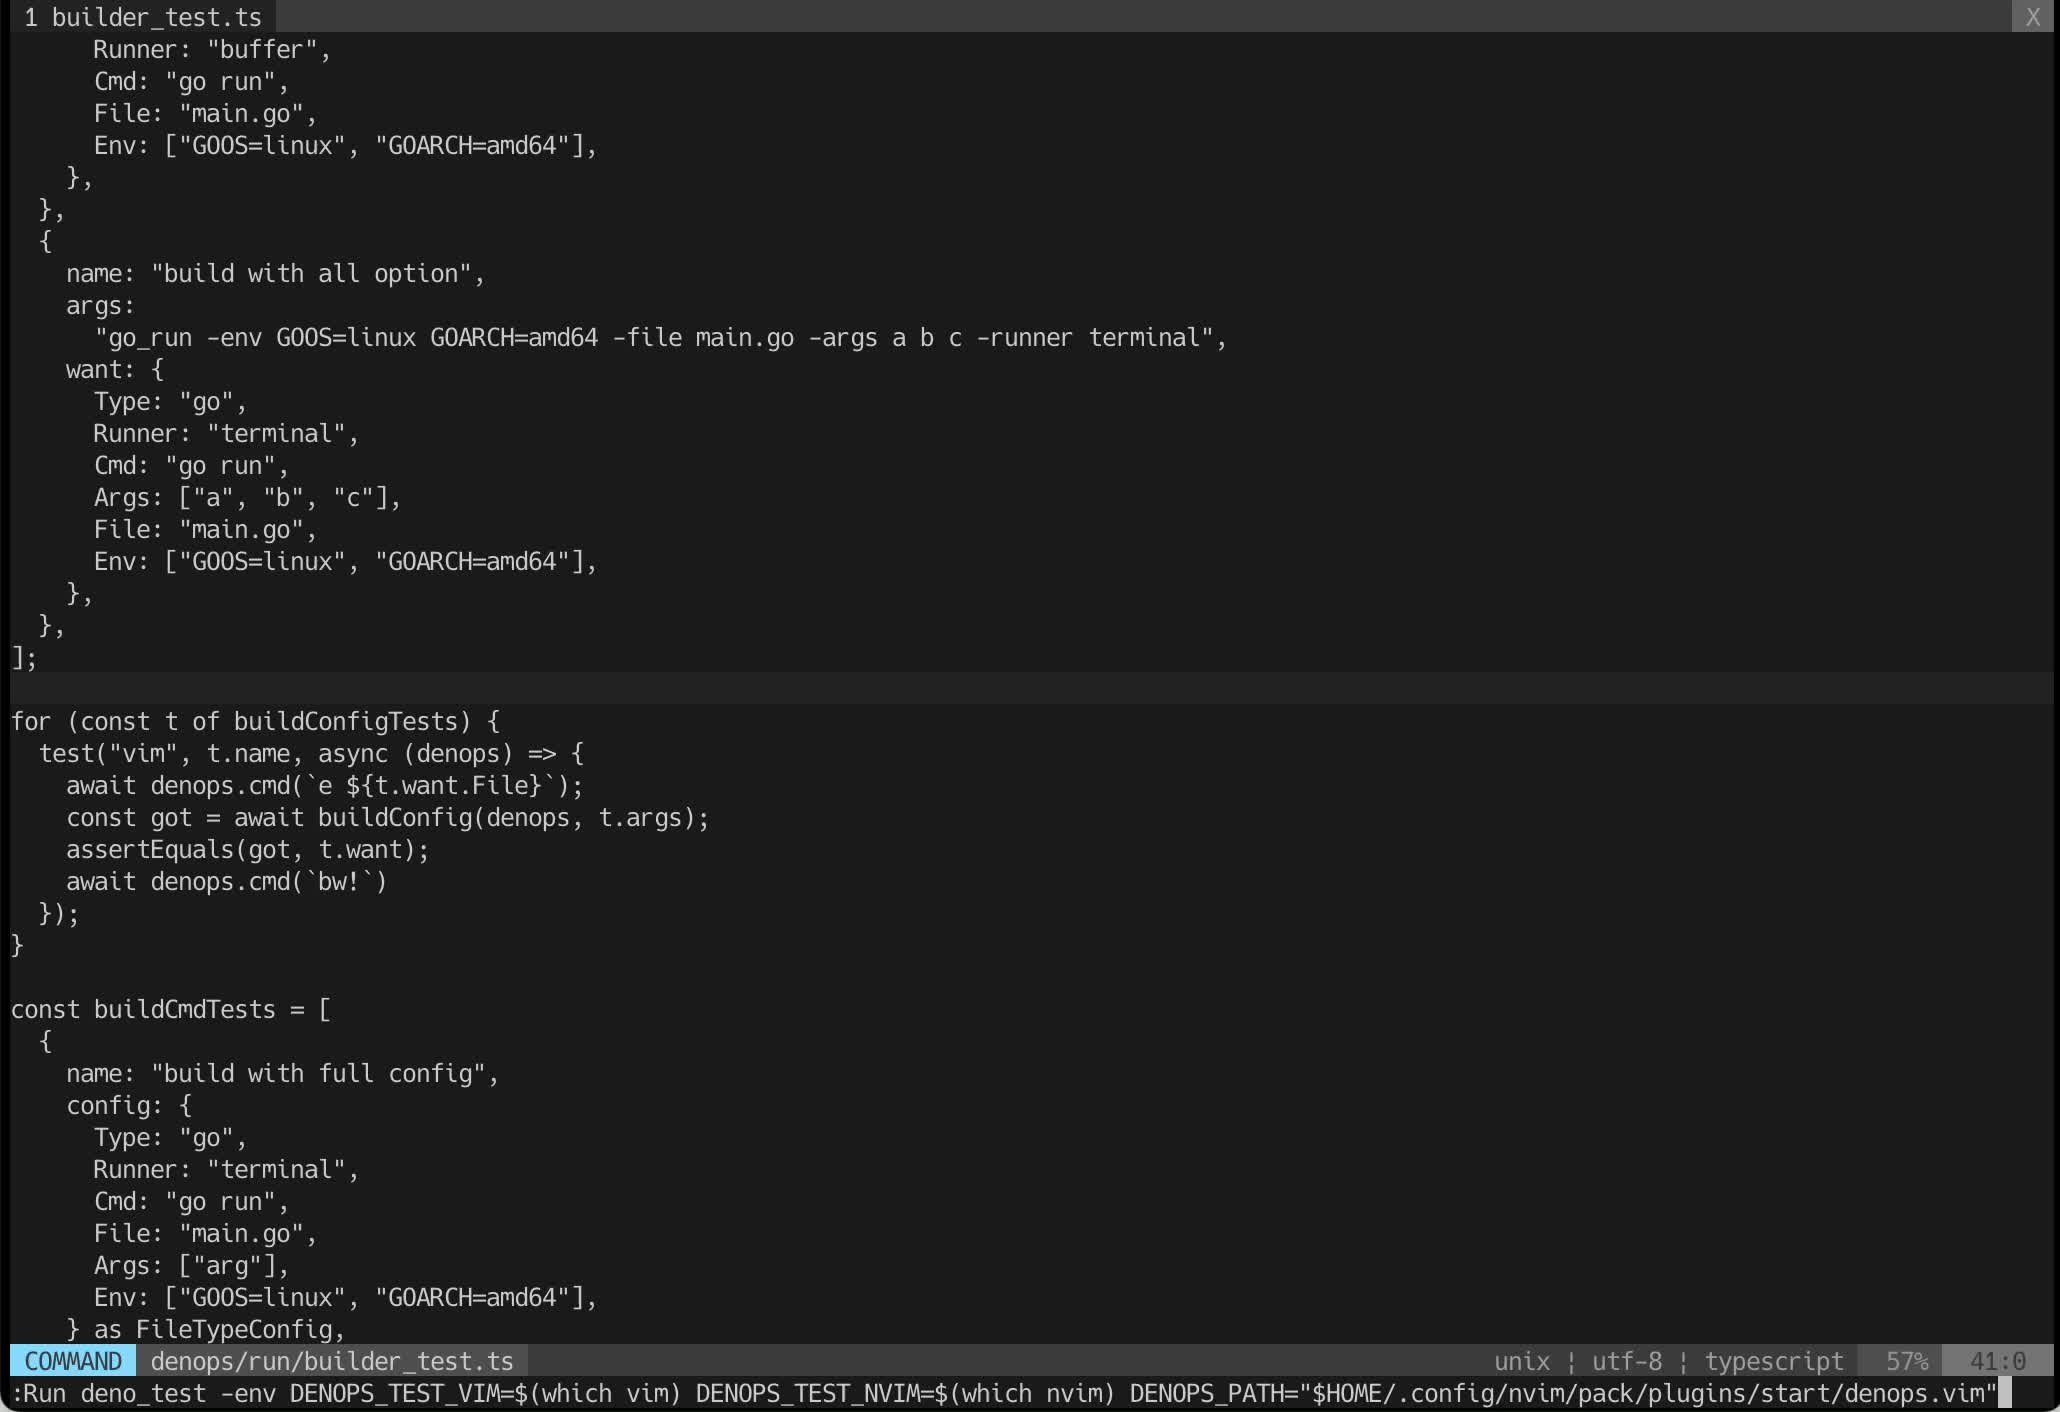 1 builder_test.ts X
Runner: "buffer",
Cmd: "go run",
File: "main.go",
Env: ["GOOS=linux", "GOARCH=amd64"],
},
},
{
name: "build with all option",
args:
"go_run -env GOOS=linux GOARCH=amd64 -file main.go -args a b c -runner terminal",
want: {
Type: "go",
Runner: "terminal",
Cmd: "go run",
Args: ["a", "b", "c"],
File: "main.go",
Env: ["GOOS=linux", "GOARCH=amd64"],
},
},
];
for (const t of buildConfigTests) {
test("vim", t.name, async (denops) => {
await denops.cmd(`e ${t.want.File}`);
const got = await buildConfig(denops, t.args);
assertEquals(got, t.want);
await denops.cmd(`bw!`)
});
}
const buildCmdTests = [
{
name: "build with full config",
config: {
Type: "go",
Runner: "terminal",
Cmd: "go run",
File: "main.go",
Args: ["arg"],
Env: ["GOOS=linux", "GOARCH=amd64"],
} as FileTypeConfig,
COMMAND denops/run/builder_test.ts unix ¦ utf-8 ¦ typescript 57% 41:0
:Run deno_test -env DENOPS_TEST_VIM=$(which vim) DENOPS_TEST_NVIM=$(which nvim) DENOPS_PATH="$HOME/.config/nvim/pack/plugins/start/denops.vim"